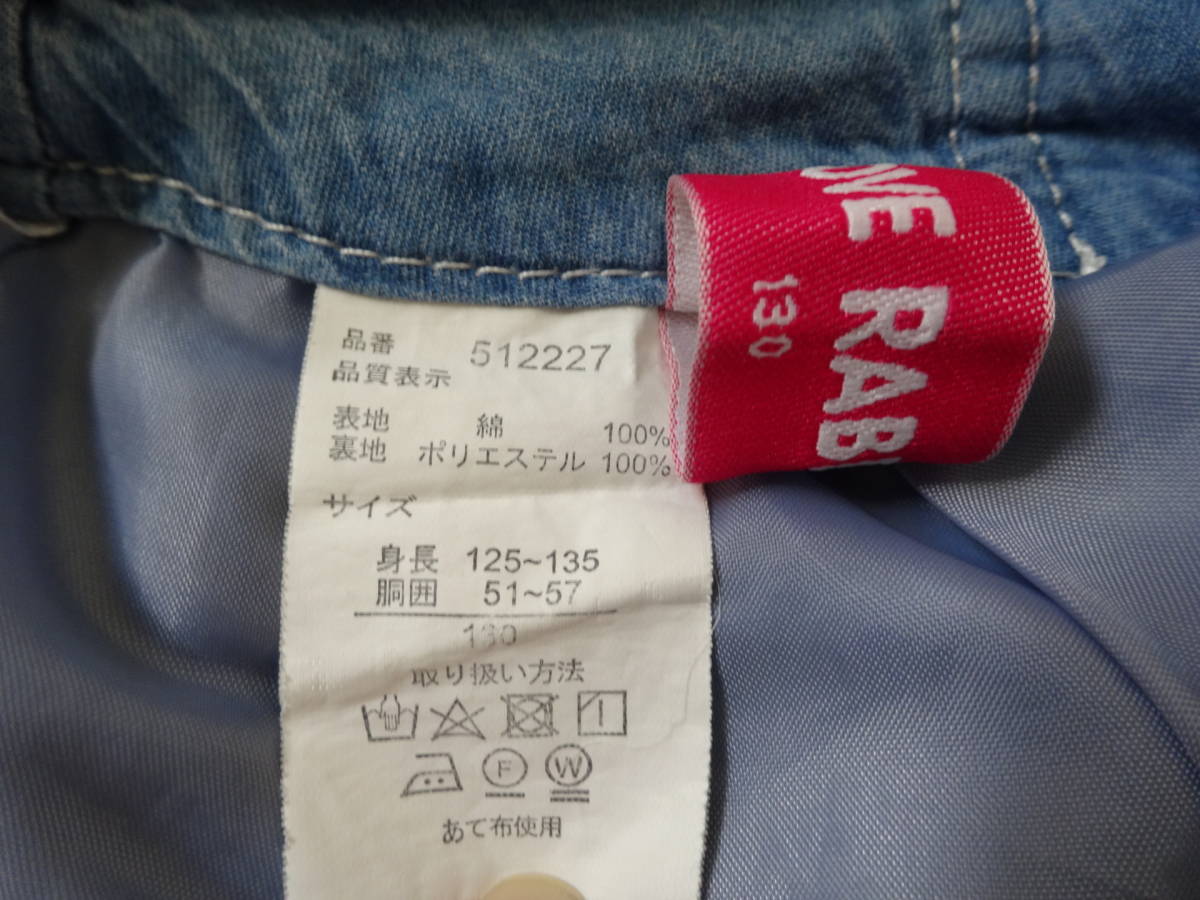 品番 512227
品質表示
表地 綿 100%
裏地 ポリエステル 100%
サイズ
身長 125~135
胴囲 51~57
130
取り扱い方法
F W
あて布使用
OVE RAB
130